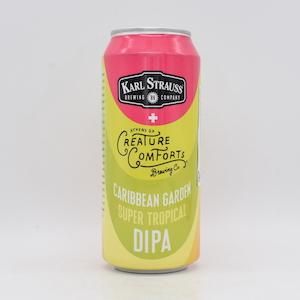 KARL STRAUSS
BREWING COMPANY
ATHENS GA
CREATURE
COMFORTS
Brewing Co.
CARIBBEAN GARDEN
SUPER TROPICAL
DIPA